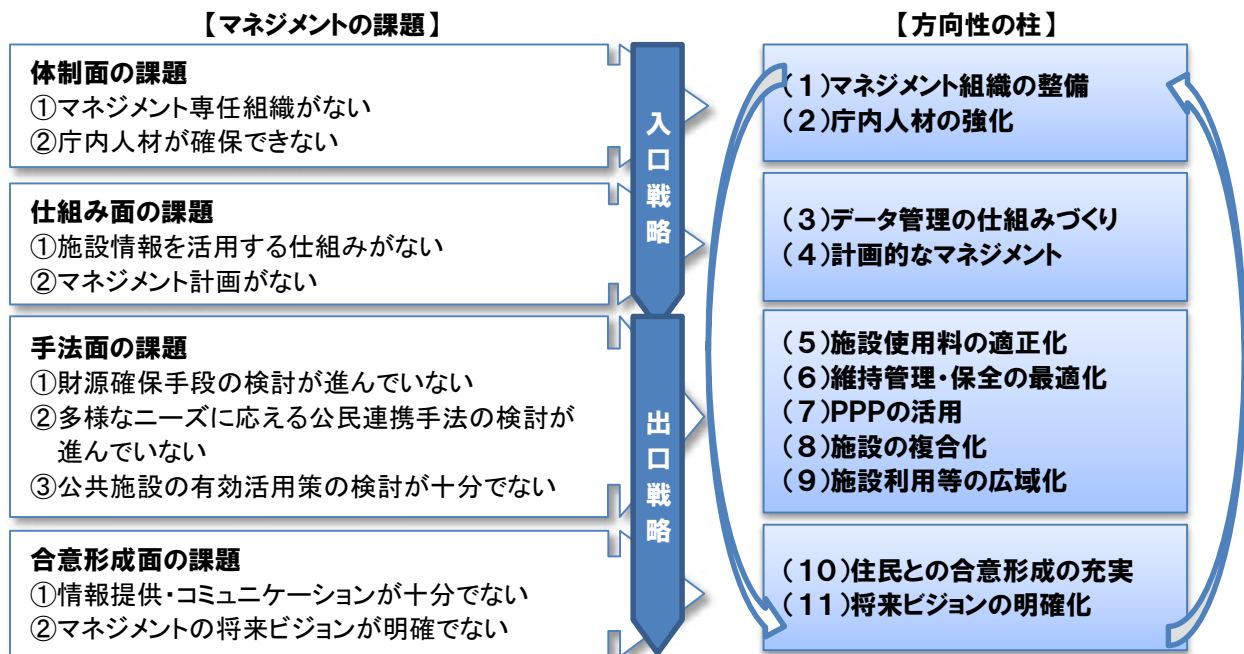 【マネジメントの課題】
体制面の課題
①マネジメント専任組織がない
②庁内人材が確保できない
仕組み面の課題
①施設情報を活用する仕組みがない
②マネジメント計画がない
手法面の課題
①財源確保手段の検討が進んでいない
②多様なニーズに応える公民連携手法の検討が
進んでいない
③公共施設の有効活用策の検討が十分でない
合意形成面の課題
①情報提供・コミュニケーションが十分でない
②マネジメントの将来ビジョンが明確でない
入口戦略
出口戦略
【方向性の柱】
（１）マネジメント組織の整備
（２）庁内人材の強化
（３）データ管理の仕組みづくり
（４）計画的なマネジメント
（５）施設使用料の適正化
（６）維持管理・保全の最適化
（７）PPPの活用
（８）施設の複合化
（９）施設利用等の広域化
（１０）住民との合意形成の充実
（１１）将来ビジョンの明確化